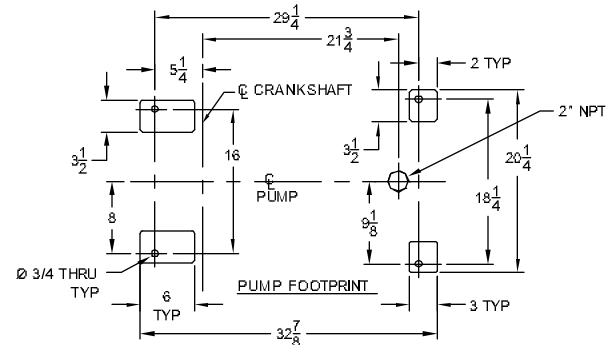 29 1/4
21 3/4
5 1/4
2 TYP
℄ CRANKSHAFT
2" NPT
3 1/2
16
3 1/2
20 1/4
18 1/4
℄
PUMP
8
9 1/8
Ø 3/4 THRU
TYP
6
TYP
PUMP FOOTPRINT
3 TYP
32 7/8